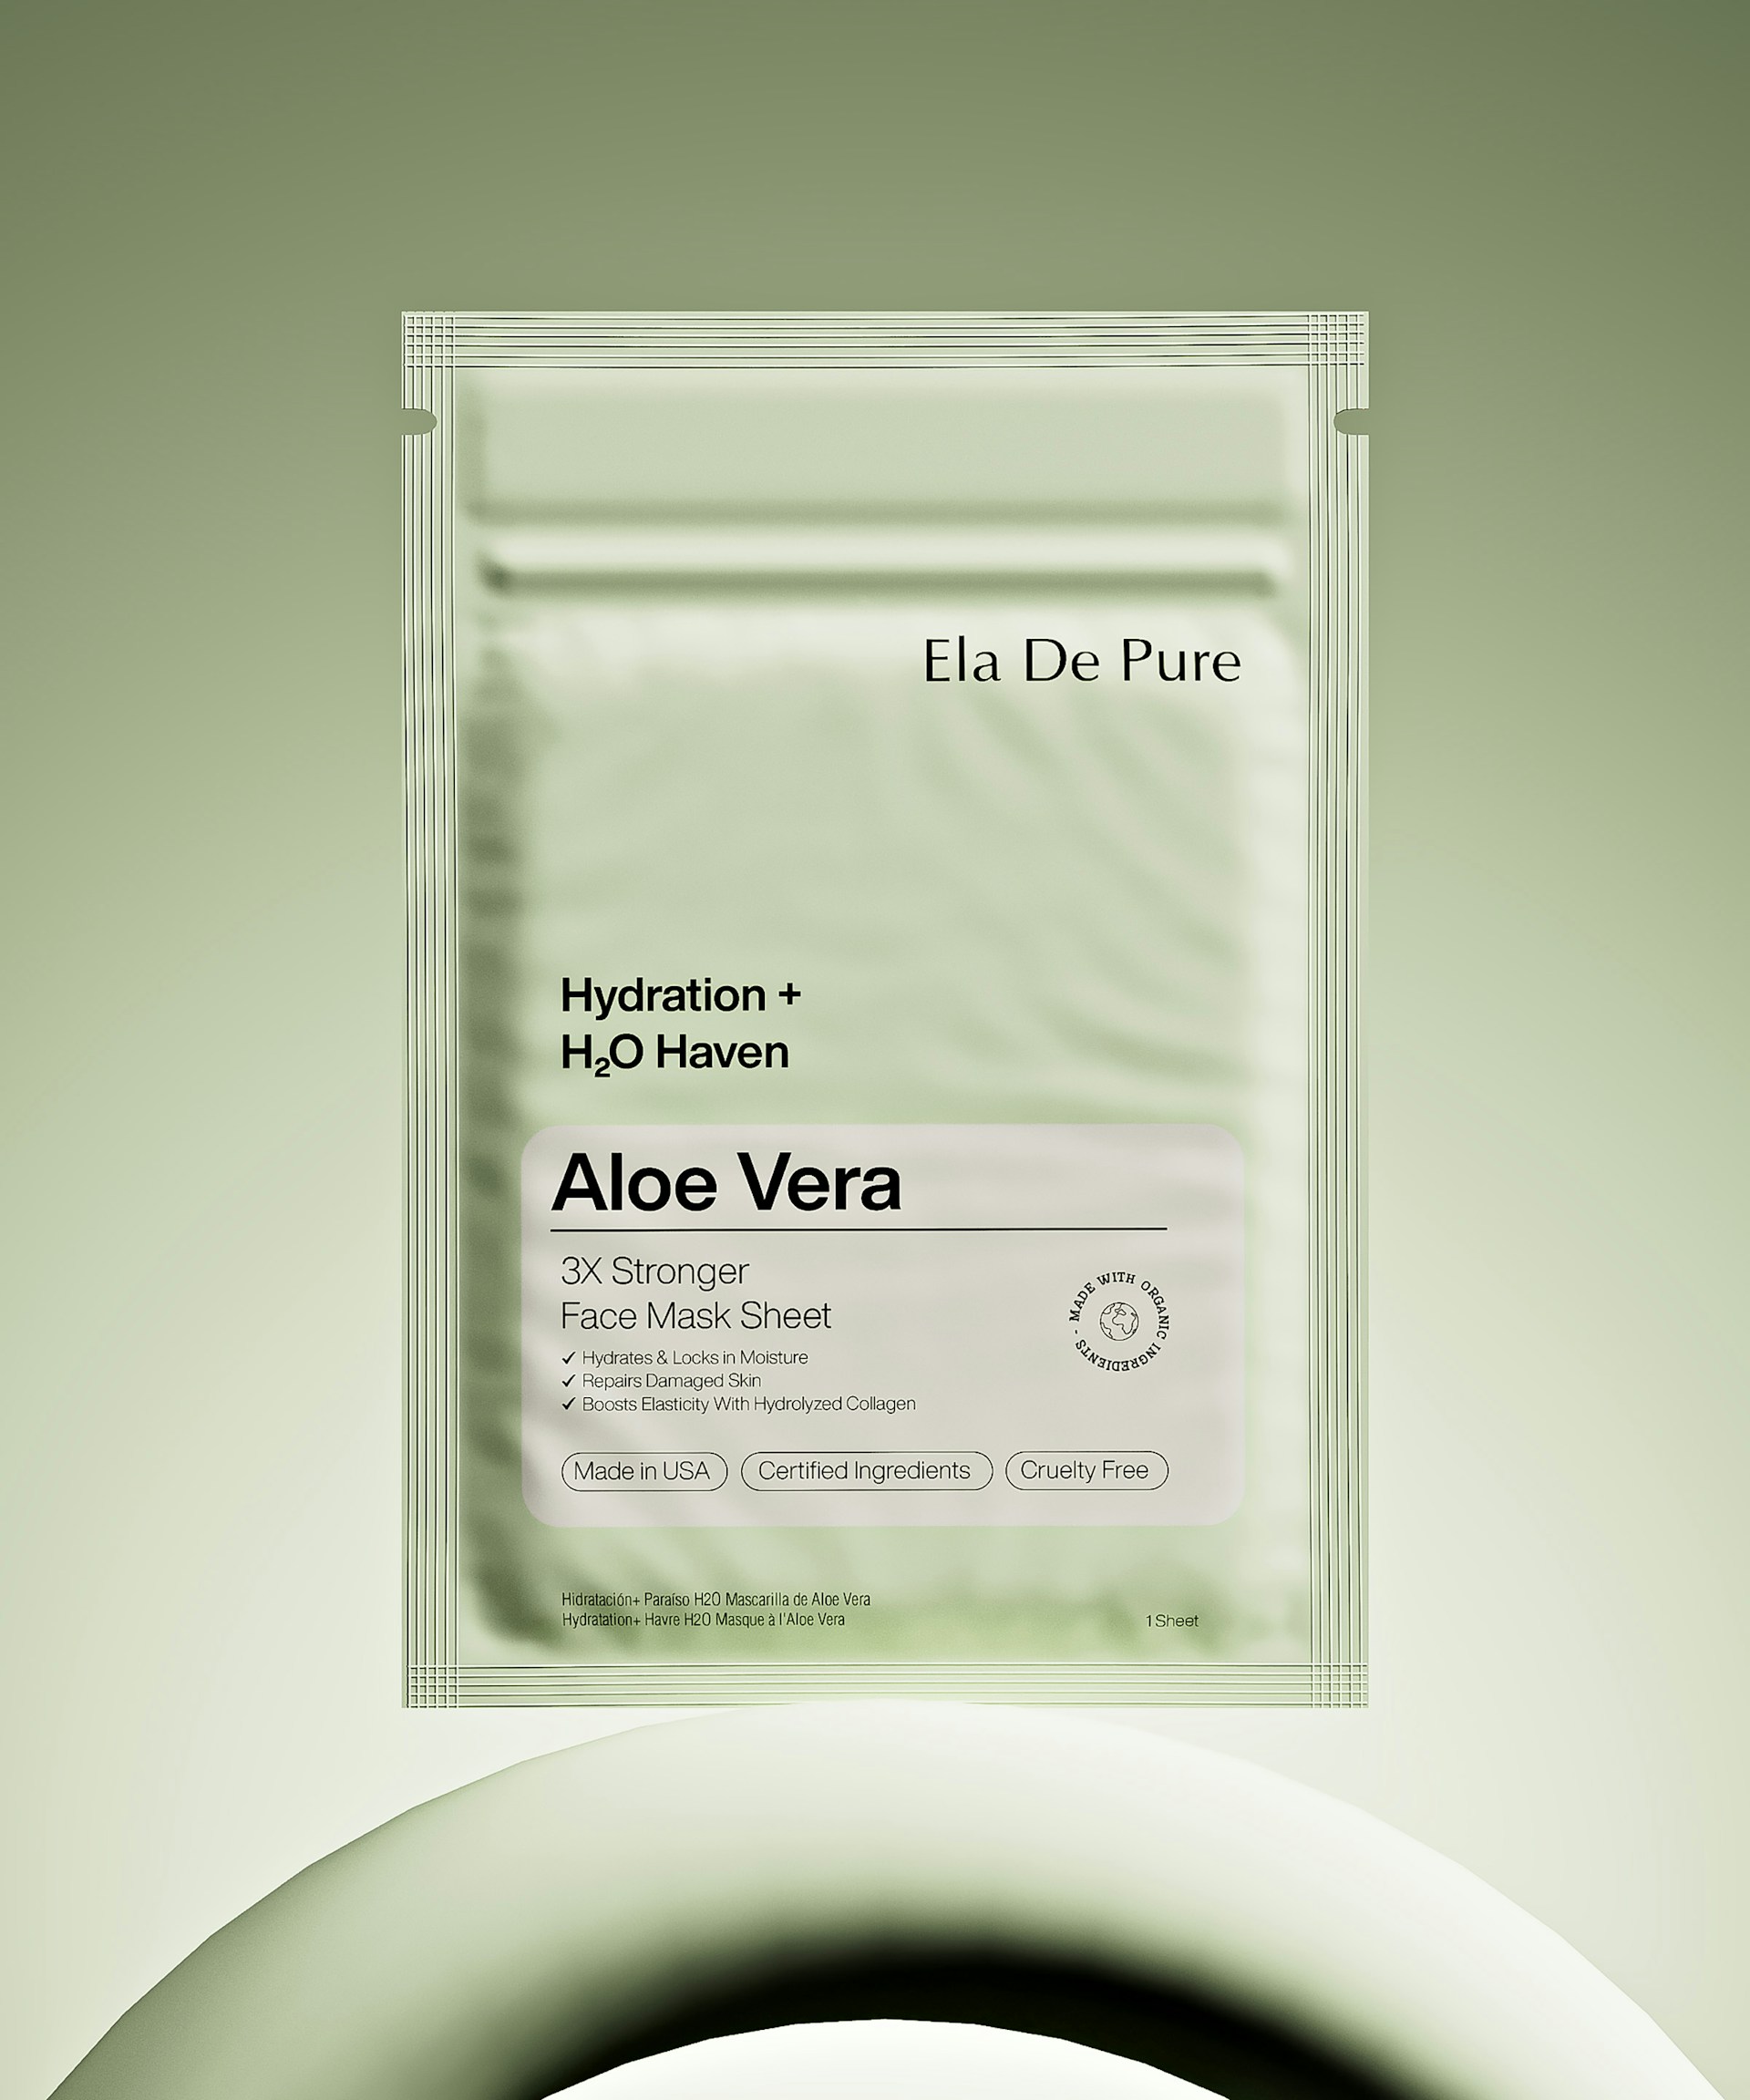 Ela De Pure
Hydration +
H₂O Haven
Aloe Vera
3X Stronger
Face Mask Sheet
✓ Hydrates & Locks in Moisture
✓ Repairs Damaged Skin
✓ Boosts Elasticity With Hydrolyzed Collagen
MADE WITH ORGANIC INGREDIENTS -
Made in USA
Certified Ingredients
Cruelty Free
Hidratación+ Paraíso H2O Mascarilla de Aloe Vera
Hydratation+ Havre H2O Masque à l'Aloe Vera
1 Sheet